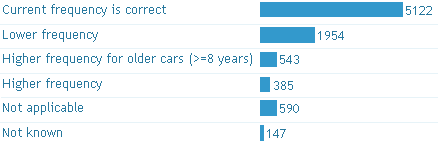 Current frequency is correct 5122
Lower frequency 1954
Higher frequency for older cars (>=8 years) 543
Higher frequency 385
Not applicable 590
Not known 147